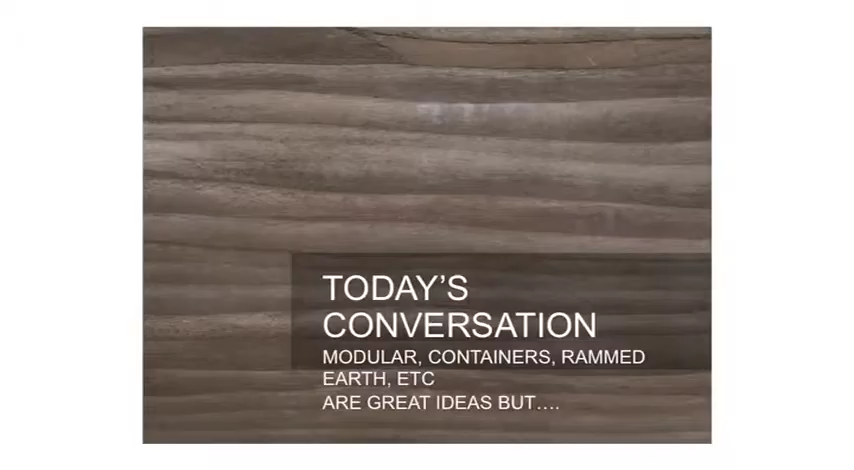 TODAY’S
CONVERSATION
MODULAR, CONTAINERS, RAMMED
EARTH, ETC
ARE GREAT IDEAS BUT….